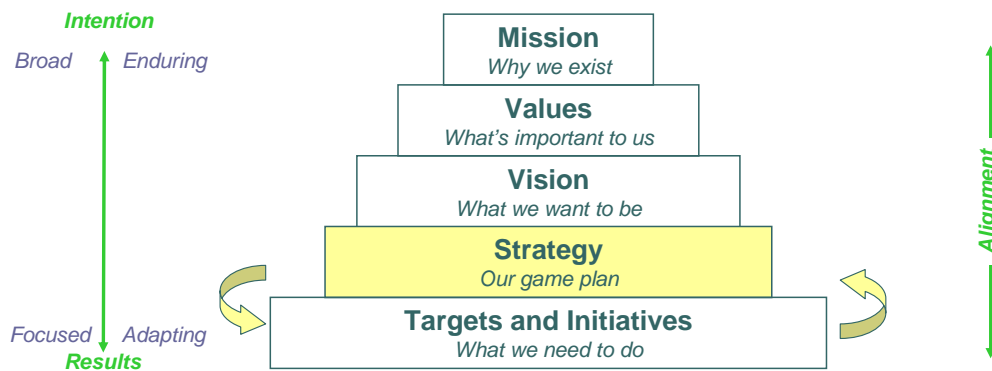 Intention
Broad Enduring
Mission
Why we exist
Values
What's important to us
Vision
What we want to be
Strategy
Our game plan
Targets and Initiatives
What we need to do
Focused Adapting
Results
Alignment